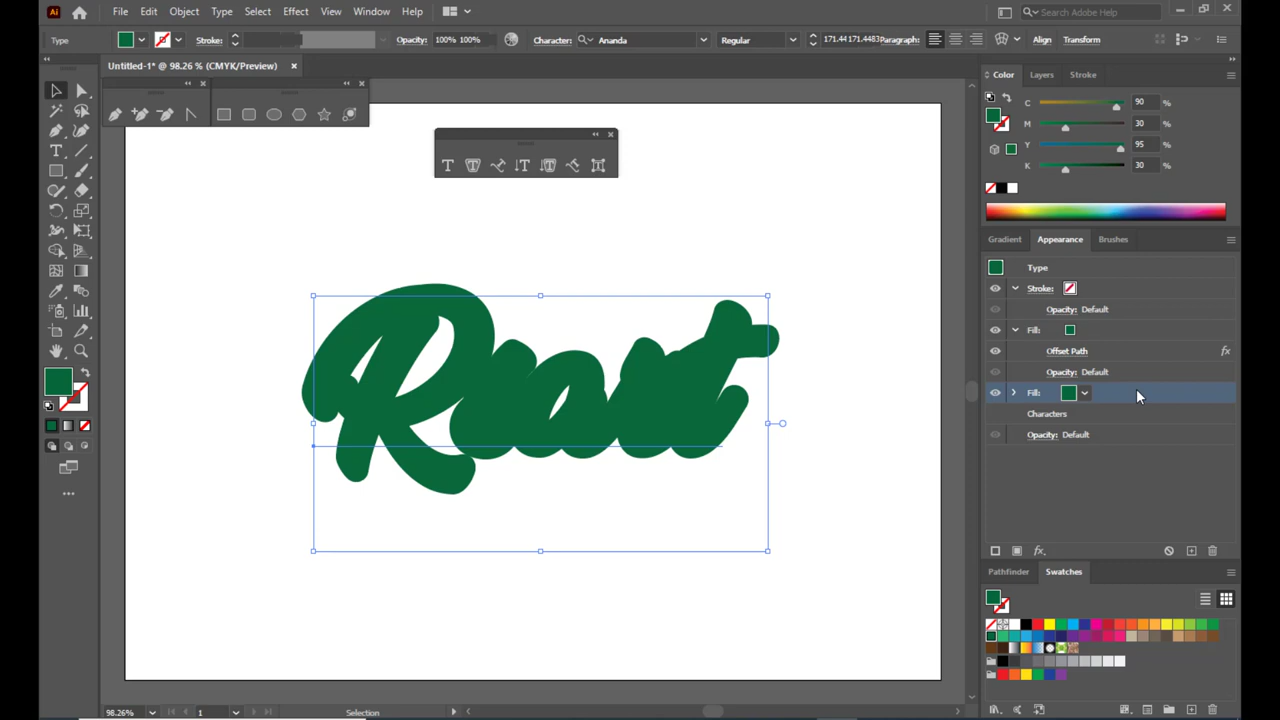 Ai File Edit Object Type Select Effect View Window Help Search Adobe Help
Type Stroke: Opacity: 100% 100% Character: Ananda Regular 171.44 171.4483 Paragraph: Align Transform
Untitled-1* @ 98.26 % (CMYK/Preview)
Color Layers Stroke
C 90 %
M 30 %
Y 95 %
K 30 %
Gradient Appearance Brushes
Type
Stroke:
Opacity: Default
Fill:
Offset Path fx
Opacity: Default
Fill:
Characters
Opacity: Default
fx
Pathfinder Swatches
98.26% 1 Selection